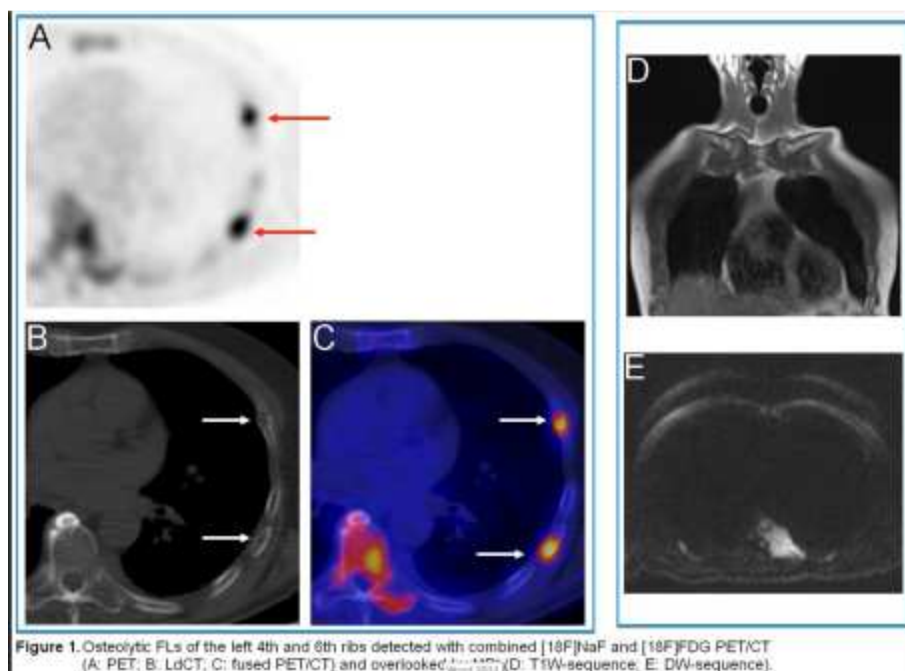 A
B
C
D
E
Figure 1. Osteolytic FLs of the left 4th and 6th ribs detected with combined [18F]NaF and [18F]FDG PET/CT
(A: PET; B: LdCT; C: fused PET/CT) and overlooked (D: T1W-sequence; E: DW-sequence).